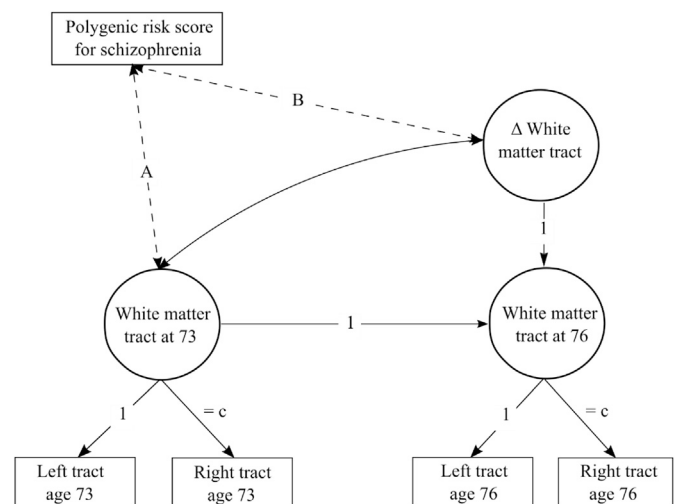 Polygenic risk score
for schizophrenia
B
Δ White
matter tract
A
1
White matter
tract at 73
1
White matter
tract at 76
1
= c
1
= c
Left tract
age 73
Right tract
age 73
Left tract
age 76
Right tract
age 76